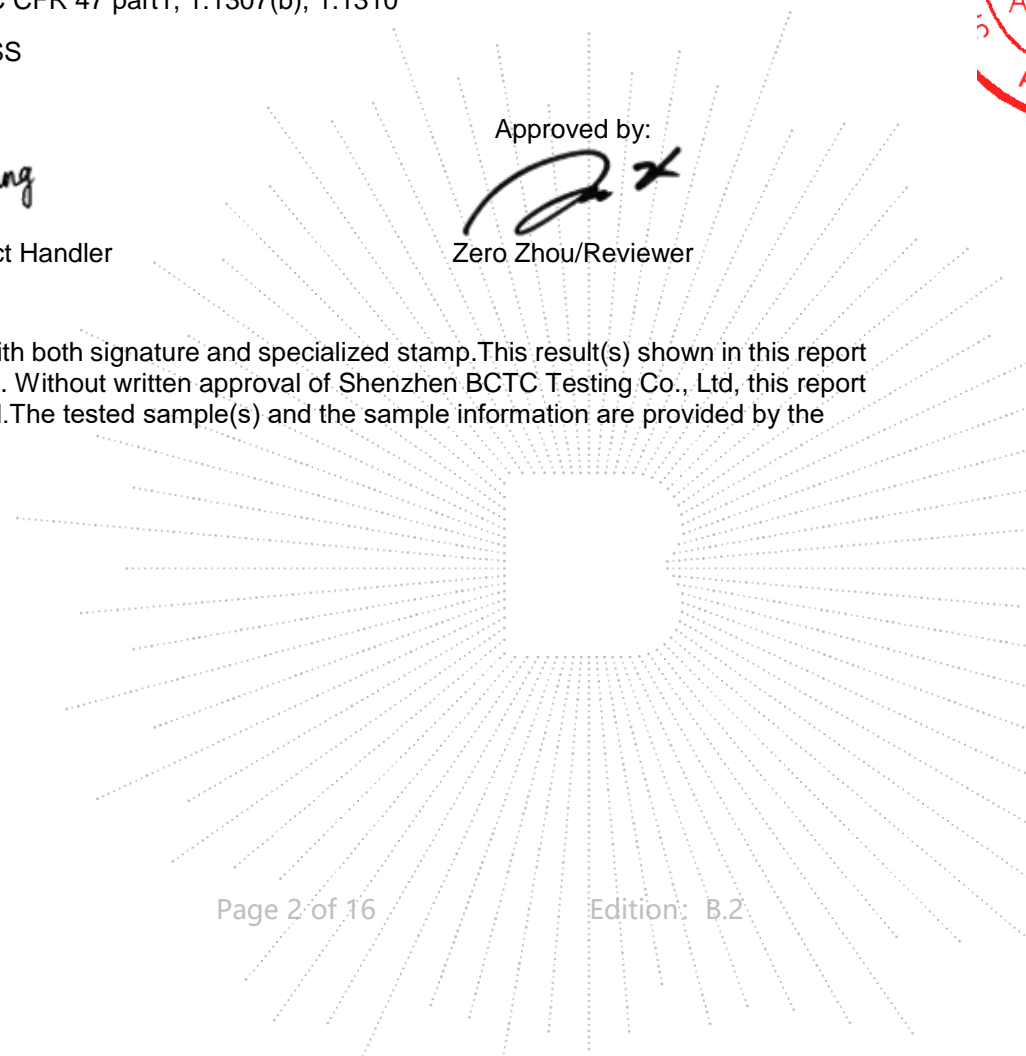 CFR 47 part1, 1.1307(b), 1.1310
SS
Approved by:
ng
ct Handler
Zero Zhou/Reviewer
ith both signature and specialized stamp.This result(s) shown in this report
. Without written approval of Shenzhen BCTC Testing Co., Ltd, this report
.The tested sample(s) and the sample information are provided by the
Page 2 of 16 Edition: B.2